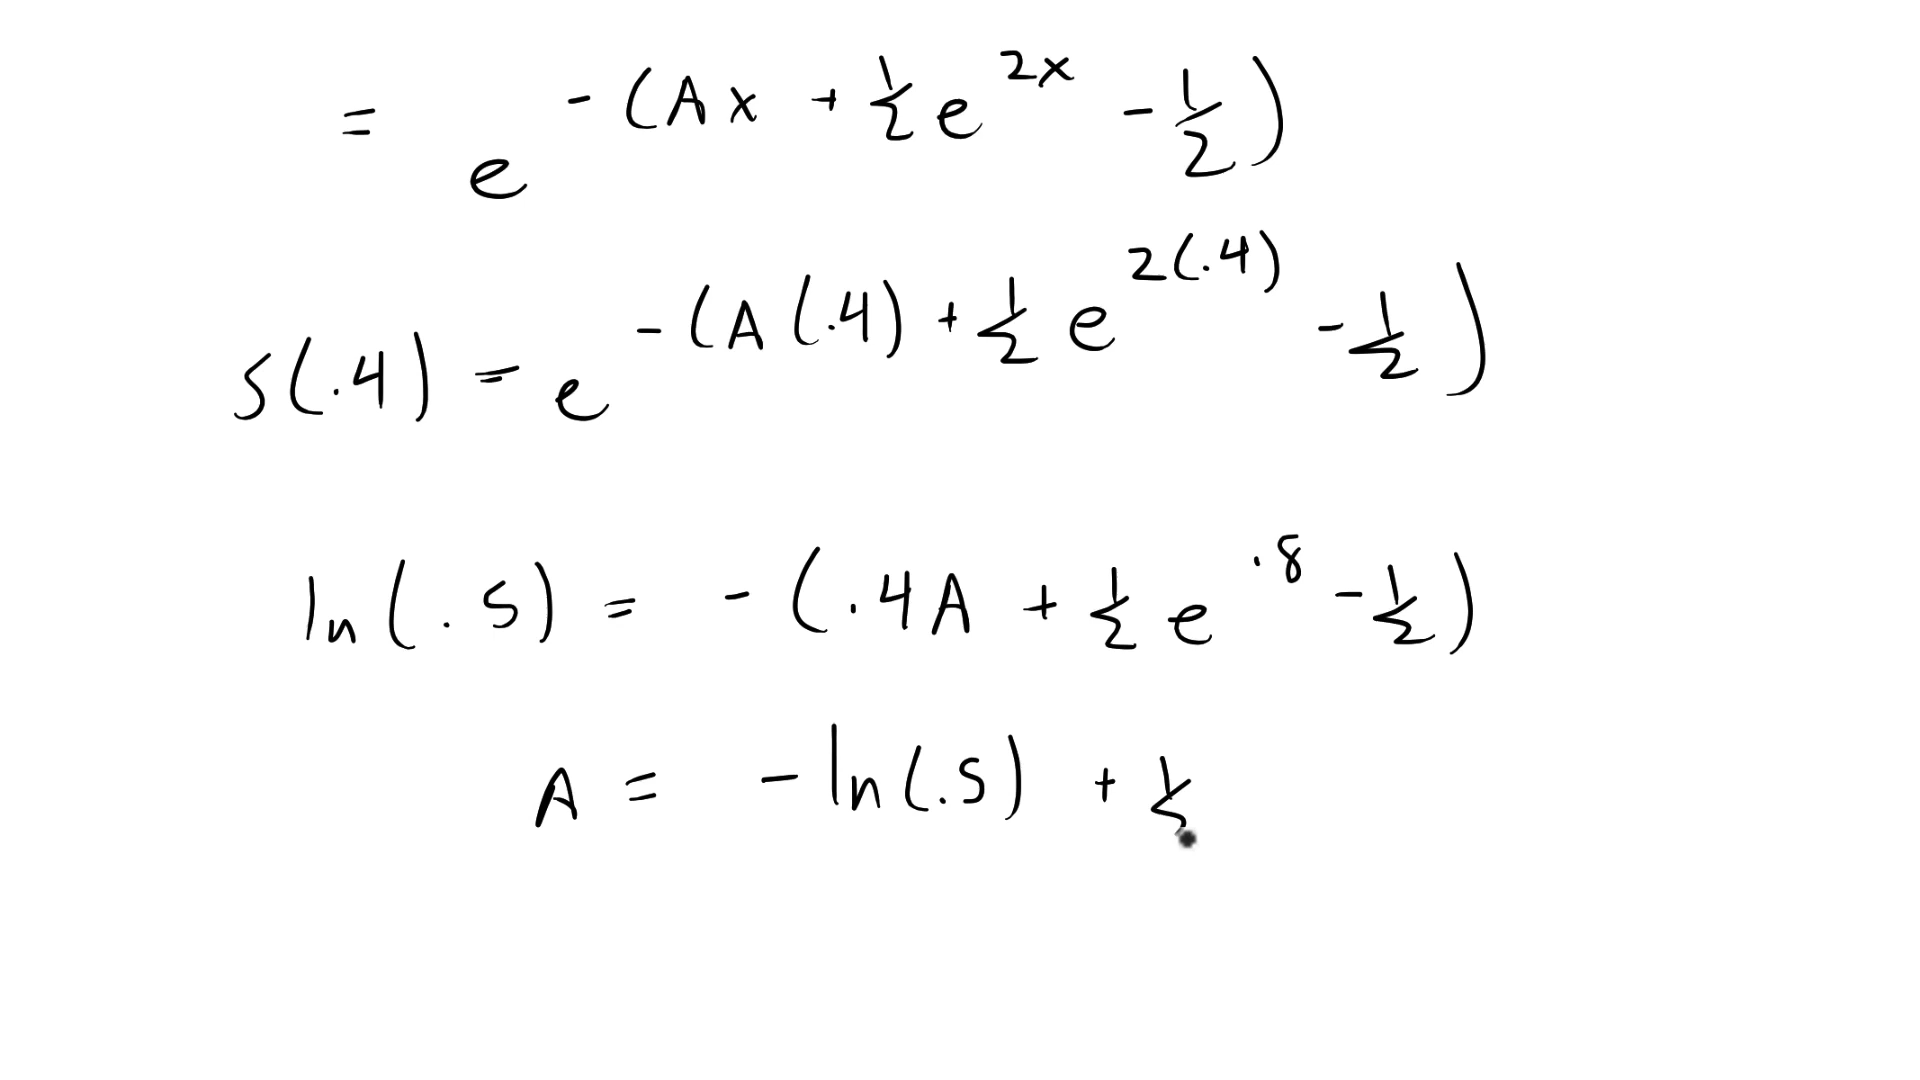 = e^{-(Ax + ½e^{2x} - ½)}
S(.4) = e^{-(A(.4) + ½e^{2(.4)} - ½)}
ln(.5) = -(.4A + ½e^{.8} - ½)
A = -ln(.5) + ½